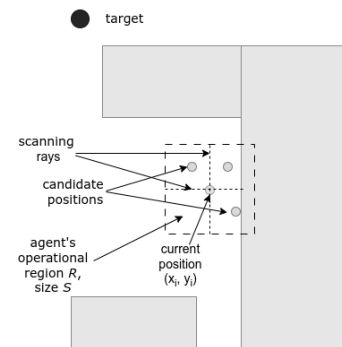 target
scanning
rays
candidate
positions
agent's
operational
region R,
size S
current
position
(xi, yi)